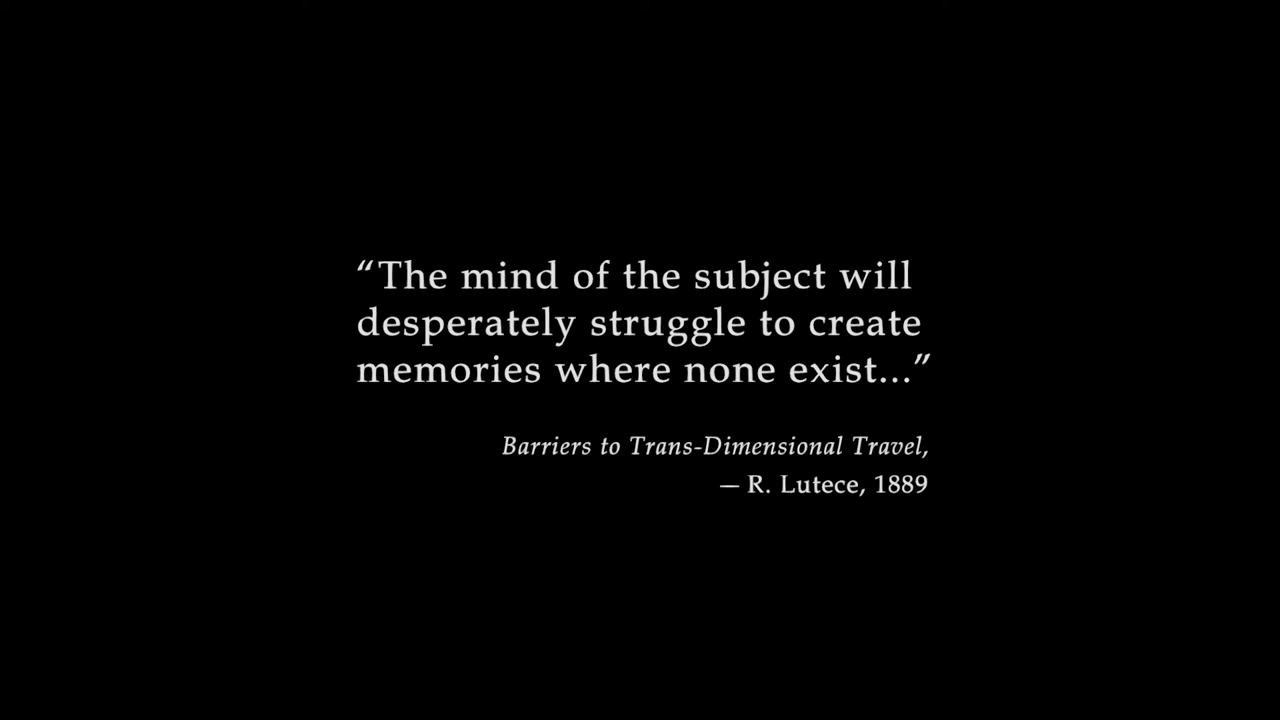 “The mind of the subject will
desperately struggle to create
memories where none exist...”
Barriers to Trans-Dimensional Travel,
— R. Lutece, 1889